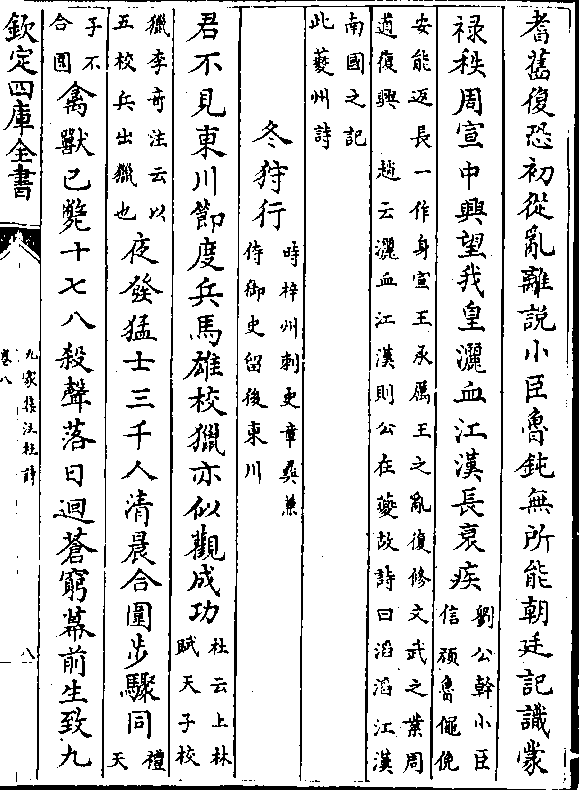 耆舊復恐初從亂離說小臣魯鈍無所能朝廷記識蒙
祿秩周宣中興望我皇灑血江漢長衰疾劉公幹小臣
信頑魯僶俛
安能返長一作身宣王承厲王之亂復修文武之業周
道復興　趙云灑血江漢則公在夔故詩曰滔滔江漢
南國之記
此夔州詩
冬狩行時梓州刺史章彝兼
侍御史留後東川
君不見東川節度兵馬雄校獵亦似觀成功杜云上林
賦天子校
獵李竒注云以
五校兵出獵也夜發猛士三千人清晨合圍步驟同禮
天
子不
合圍禽獸已斃十七八殺聲落日迴蒼穹幕前生致九
欽定四庫全書
九家集注杜詩
卷八
八